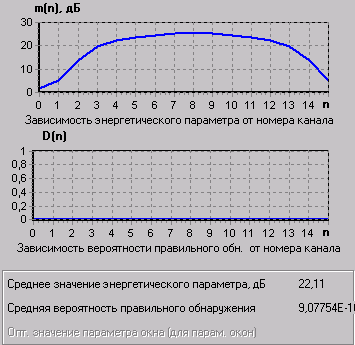 m(n), дБ
30
20
10
0
0 1 2 3 4 5 6 7 8 9 10 11 12 13 14 n
Зависимость энергетического параметра от номера канала
D(n)
1
0,8
0,6
0,4
0,2
0
0 1 2 3 4 5 6 7 8 9 10 11 12 13 14 n
Зависимость вероятности правильного обн. от номера канала
Среднее значение энергетического параметра, дБ 22,11
Средняя вероятность правильного обнаружения
Опт. значение параметра окна (для парам. окон)